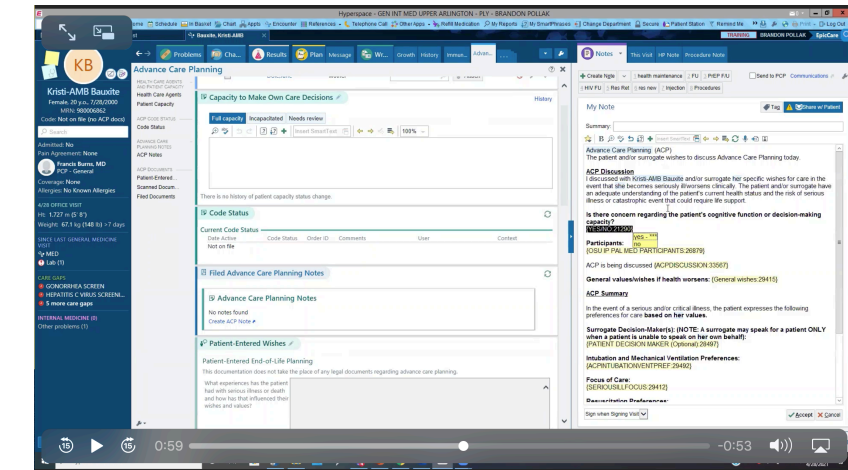 Hyperspace - GEN INT MED UPPER ARLINGTON - PLY - BRANDON POLLAK
ome Schedule In Basket Chart Appts Encounter References Telephone Call Other Apps Refill Medication My Reports My SmartPhrases Change Department Secure Patient Station Remind Me Print Log Out
Bauxite, Kristi-AMB
TRAINING BRANDON POLLAK EpicCare
KB
Kristi-AMB Bauxite
Female, 20 y.o., 7/28/2000
MRN: 980006862
Code: Not on file (no ACP docs)
Search
Admitted: No
Pain Agreement: None
Francis Burns, MD
PCP - General
Coverage: None
Allergies: No Known Allergies
4/28 OFFICE VISIT
Ht: 1.727 m (5' 8")
Weight: 67.1 kg (148 lb) >7 days
SINCE LAST GENERAL MEDICINE VISIT
MED
Lab (1)
CARE GAPS
GONORRHEA SCREEN
HEPATITIS C VIRUS SCREENI...
5 more care gaps
INTERNAL MEDICINE (0)
Other problems (1)
Problems Cha... Results Plan Message Wr... Growth History Immun... Advan...
Advance Care Planning
HEALTH CARE AGENTS AND PATIENT CAPACITY
Health Care Agents
Patient Capacity
ACP CODE STATUS
Code Status
ADVANCE CARE PLANNING NOTES
ACP Notes
ACP DOCUMENTS
Patient-Entered...
Scanned Docum...
Filed Documents
Capacity to Make Own Care Decisions
History
Full capacity Incapacitated Needs review
Insert SmartText 100%
There is no history of patient capacity status change.
Code Status
Current Code Status
Date Active Code Status Order ID Comments User Context
Not on file
Filed Advance Care Planning Notes
Advance Care Planning Notes
No notes found
Create ACP Note
Patient-Entered Wishes
Patient-Entered End-of-Life Planning
This documentation does not take the place of any legal documents regarding advance care planning.
What experiences has the patient
had with serious illness or death
and how has that influenced their
wishes and values?
Notes This Visit HP Note Procedure Note
Create Note health maintenance FU PrEP F/U Send to PCP Communications
HIV FU Res Ret res new Injection Procedures
My Note
Tag Share w/ Patient
Summary:
B Insert SmartText
Advance Care Planning: (ACP)
The patient and/or surrogate wishes to discuss Advance Care Planning today.
ACP Discussion
I discussed with Kristi-AMB Bauxite and/or surrogate her specific wishes for care in the
event that she becomes seriously ill/worsens clinically. The patient and/or surrogate have
an adequate understanding of the patient's current health status and the risk of serious
illness or catastrophic event that could require life support.
Is there concern regarding the patient's cognitive function or decision-making
capacity?
{YES/NO:21290}
yes - ***
no
Participants:
{OSU IP PAL MED PARTICIPANTS:26879}
ACP is being discussed {ACPDISCUSSION:33567}
General values/wishes if health worsens: {General wishes:29415}
ACP Summary
In the event of a serious and/or critical illness, the patient expresses the following
preferences for care based on her values.
Surrogate Decision-Maker(s): (NOTE: A surrogate may speak for a patient ONLY
when a patient is unable to speak on her own behalf):
{PATIENT DECISION MAKER (Optional):28497}
Intubation and Mechanical Ventilation Preferences:
{ACPINTUBATIONVENTPREF:29492}
Focus of Care:
{SERIOUSILLFOCUS:29412}
Resuscitation Preferences:
Sign when Signing Visit
Accept Cancel
15 15 0:59 -0:53
4/28/2021